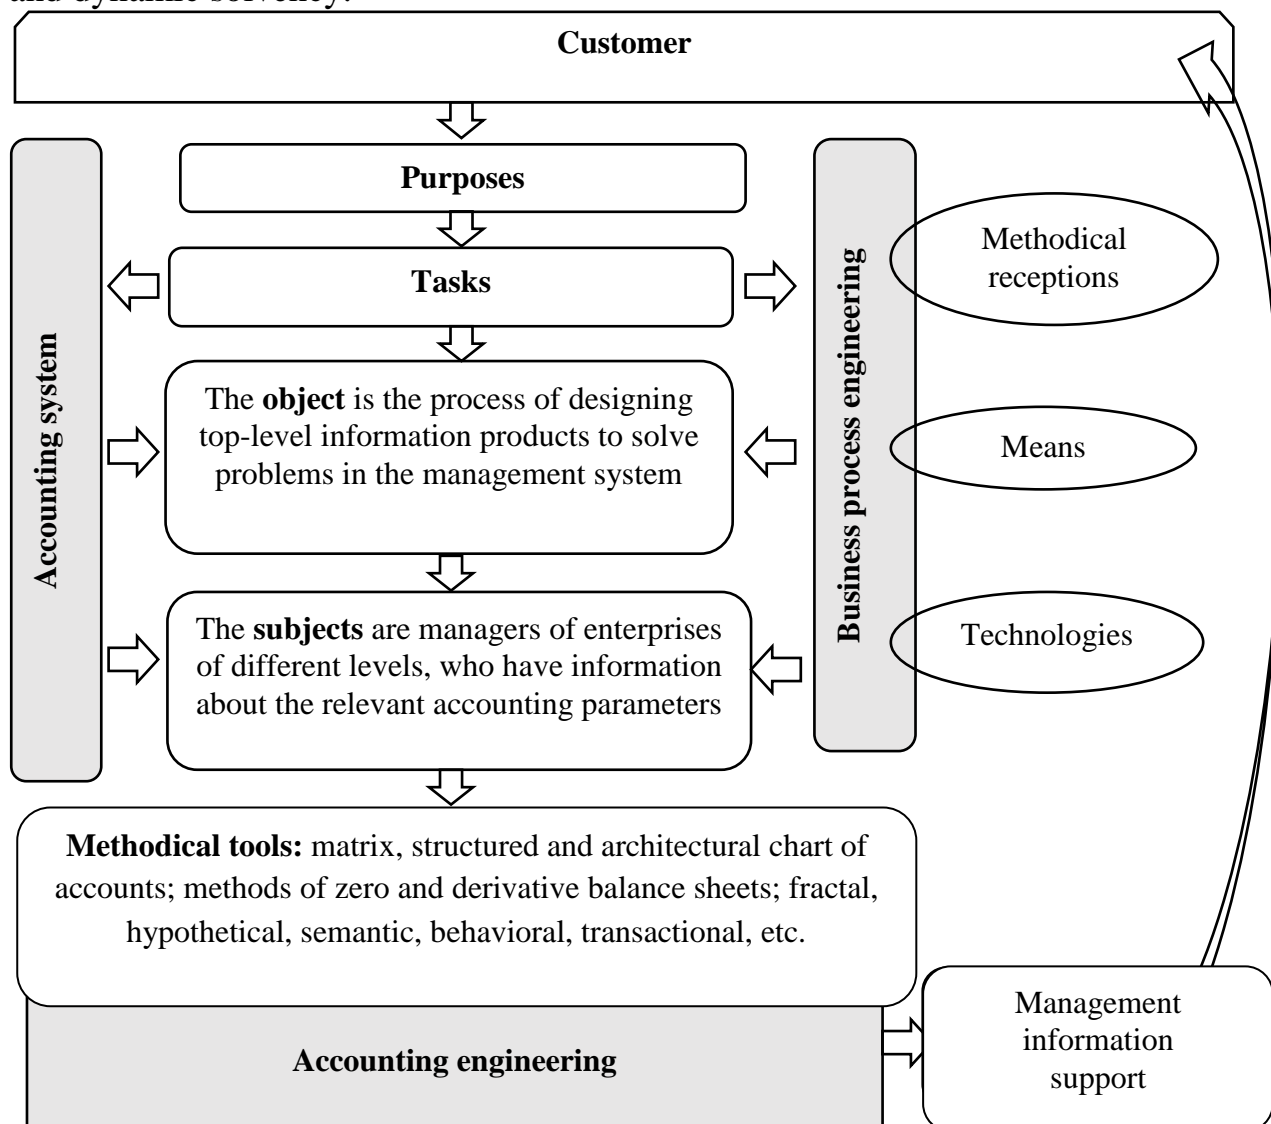 and dynamic solvency.
Customer
Purposes
Tasks
Accounting system
Business process engineering
Methodical
receptions
The object is the process of designing
top-level information products to solve
problems in the management system
Means
The subjects are managers of enterprises
of different levels, who have information
about the relevant accounting parameters
Technologies
Methodical tools: matrix, structured and architectural chart of
accounts; methods of zero and derivative balance sheets; fractal,
hypothetical, semantic, behavioral, transactional, etc.
Accounting engineering
Management
information
support